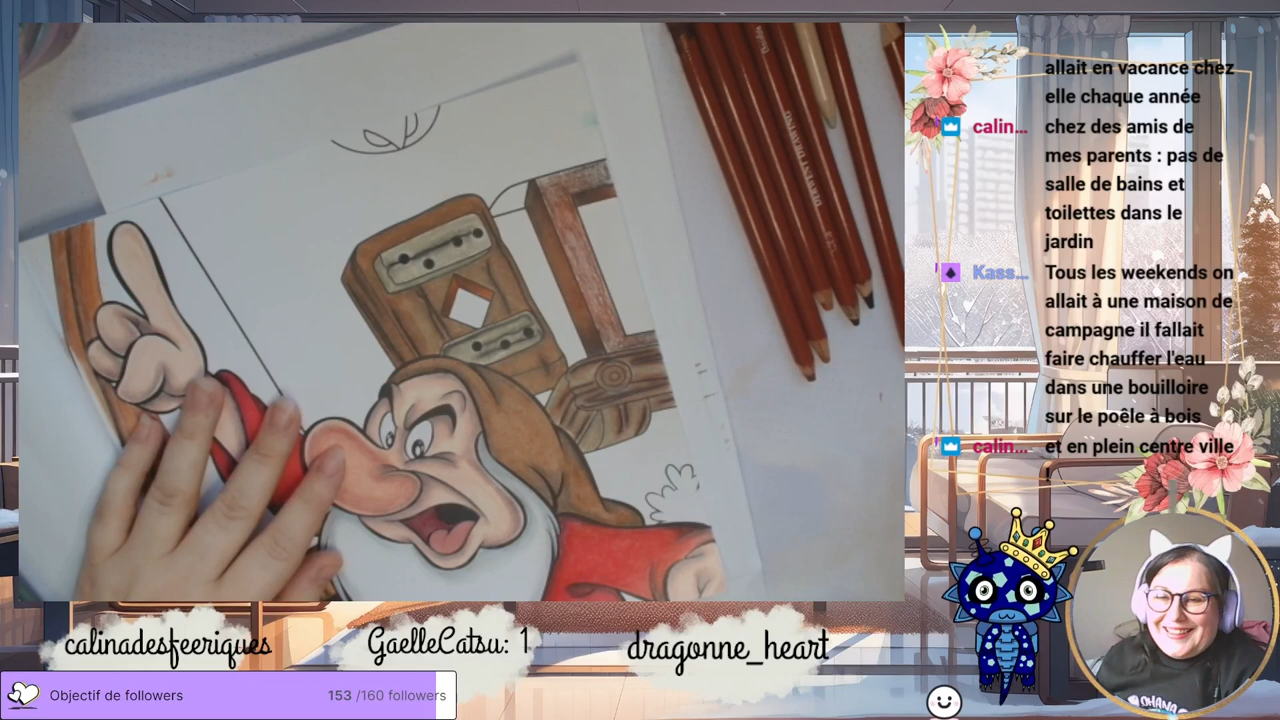 allait en vacance chez
elle chaque année
calin... chez des amis de
mes parents : pas de
salle de bains et
toilettes dans le
jardin
Kass... Tous les weekends on
allait à une maison de
campagne il fallait
faire chauffer l'eau
dans une bouilloire
sur le poêle à bois
calin... et en plein centre ville
calinadesfeeriques
GaelleCatsu: 1
dragonne_heart
Objectif de followers
153 /160 followers
OHANA